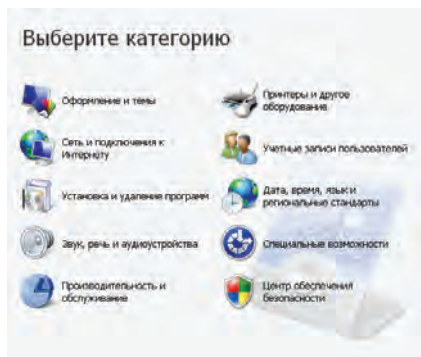 Выберите категорию
Оформление и темы
Принтеры и другое
оборудование
Сеть и подключения к
Интернету
Учетные записи пользователей
Установка и удаление программ
Дата, время, язык и
региональные стандарты
Звук, речь и аудиоустройства
Специальные возможности
Производительность и
обслуживание
Центр обеспечения
безопасности